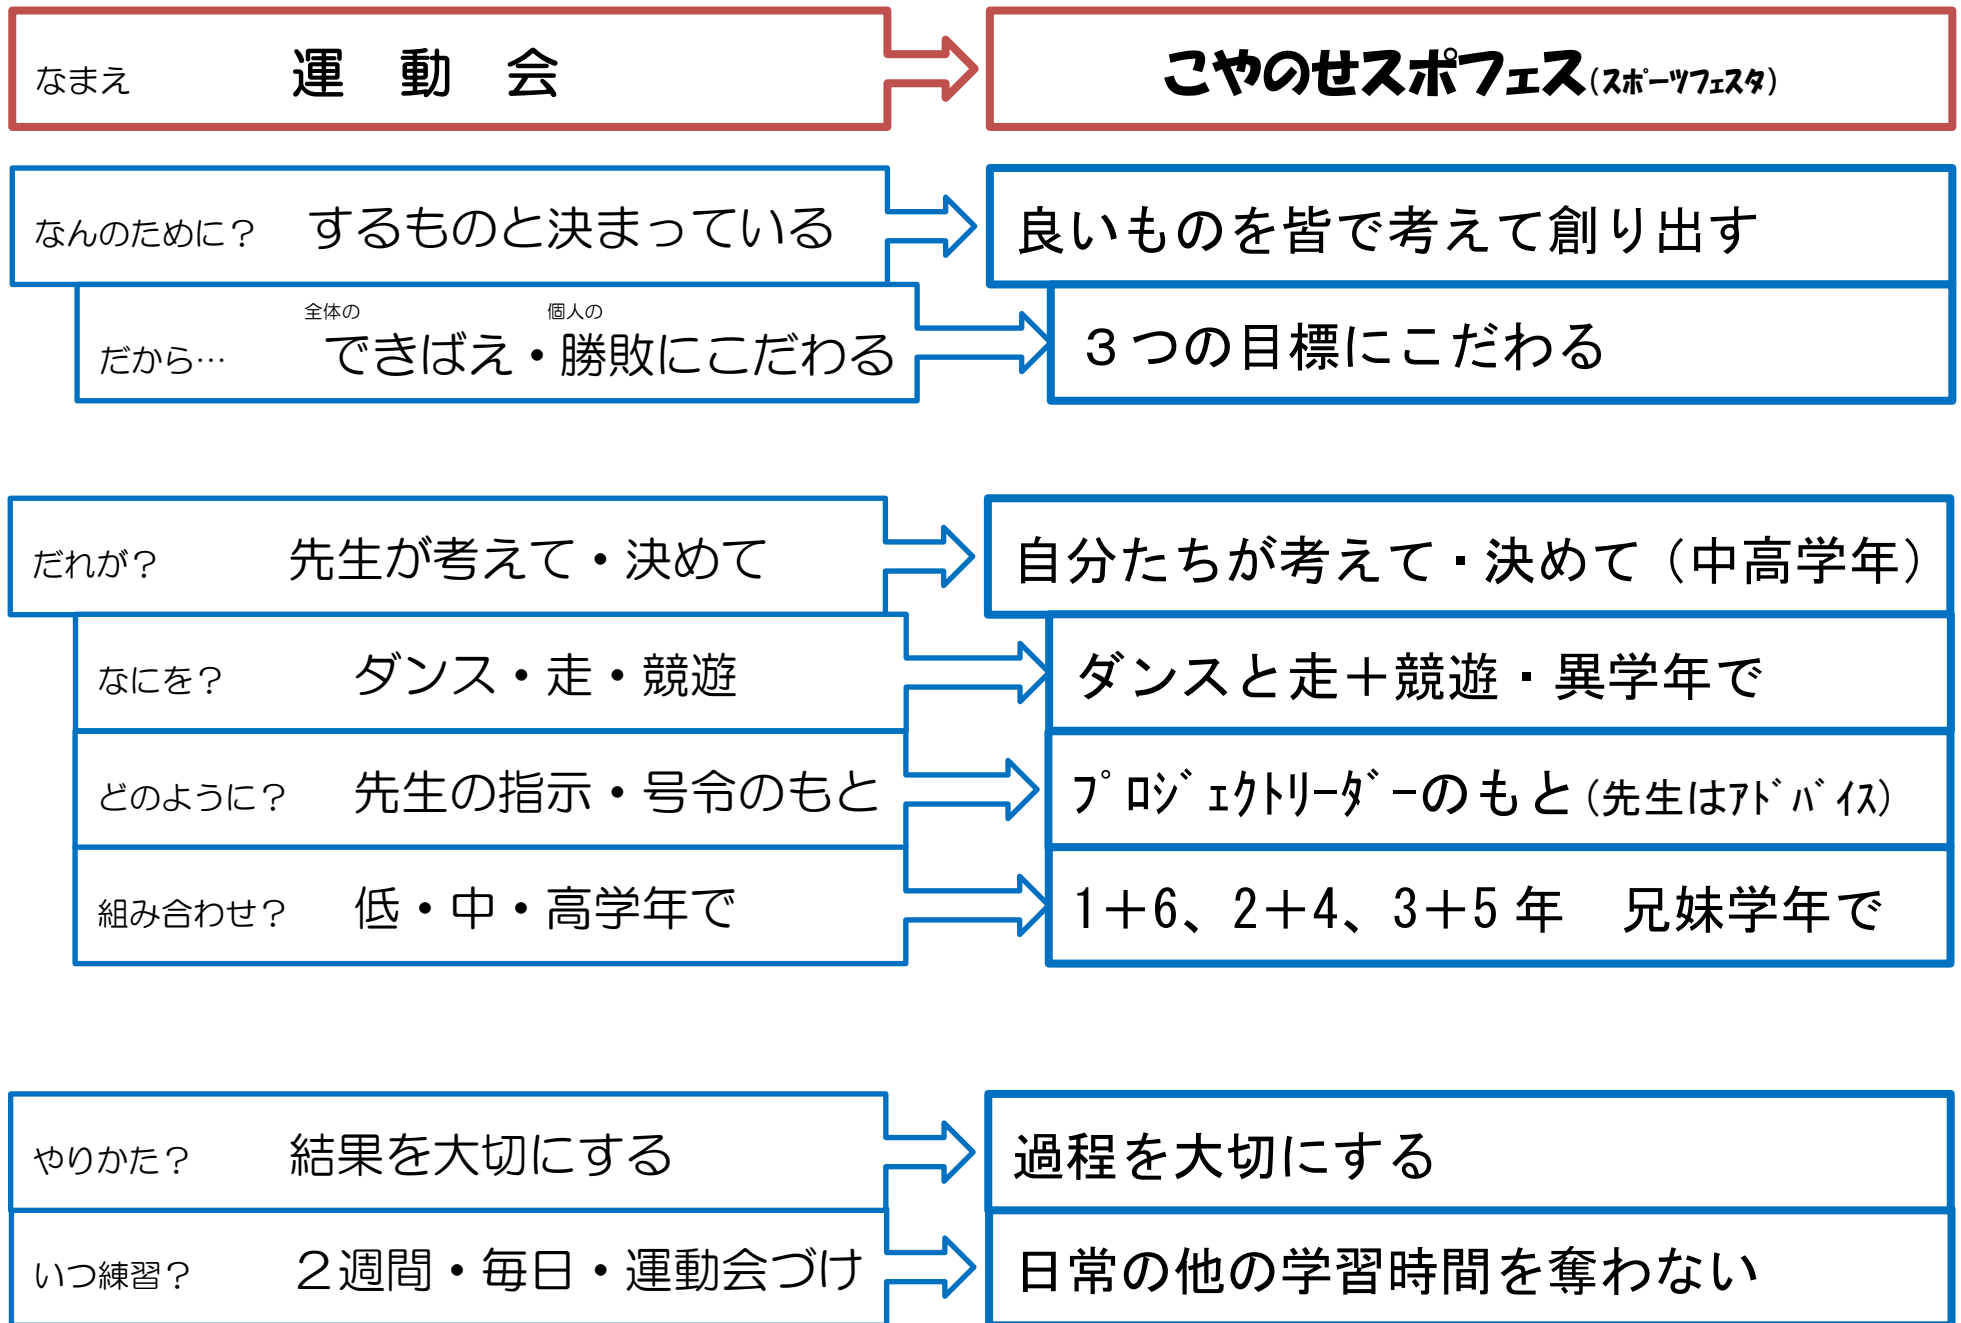 なまえ 運 動 会 こやのせスポフェス(スポーツフェスタ)
なんのために？ するものと決まっている 良いものを皆で考えて創り出す
全体の 個人の
だから… できばえ・勝敗にこだわる 3つの目標にこだわる
だれが？ 先生が考えて・決めて 自分たちが考えて・決めて（中高学年）
なにを？ ダンス・走・競遊 ダンスと走＋競遊・異学年で
どのように？ 先生の指示・号令のもと ﾌﾟﾛｼﾞｪｸﾄﾘｰﾀﾞｰのもと(先生はｱﾄﾞﾊﾞｲｽ)
組み合わせ？ 低・中・高学年で 1＋6、2＋4、3＋5年 兄妹学年で
やりかた？ 結果を大切にする 過程を大切にする
いつ練習？ 2週間・毎日・運動会づけ 日常の他の学習時間を奪わない